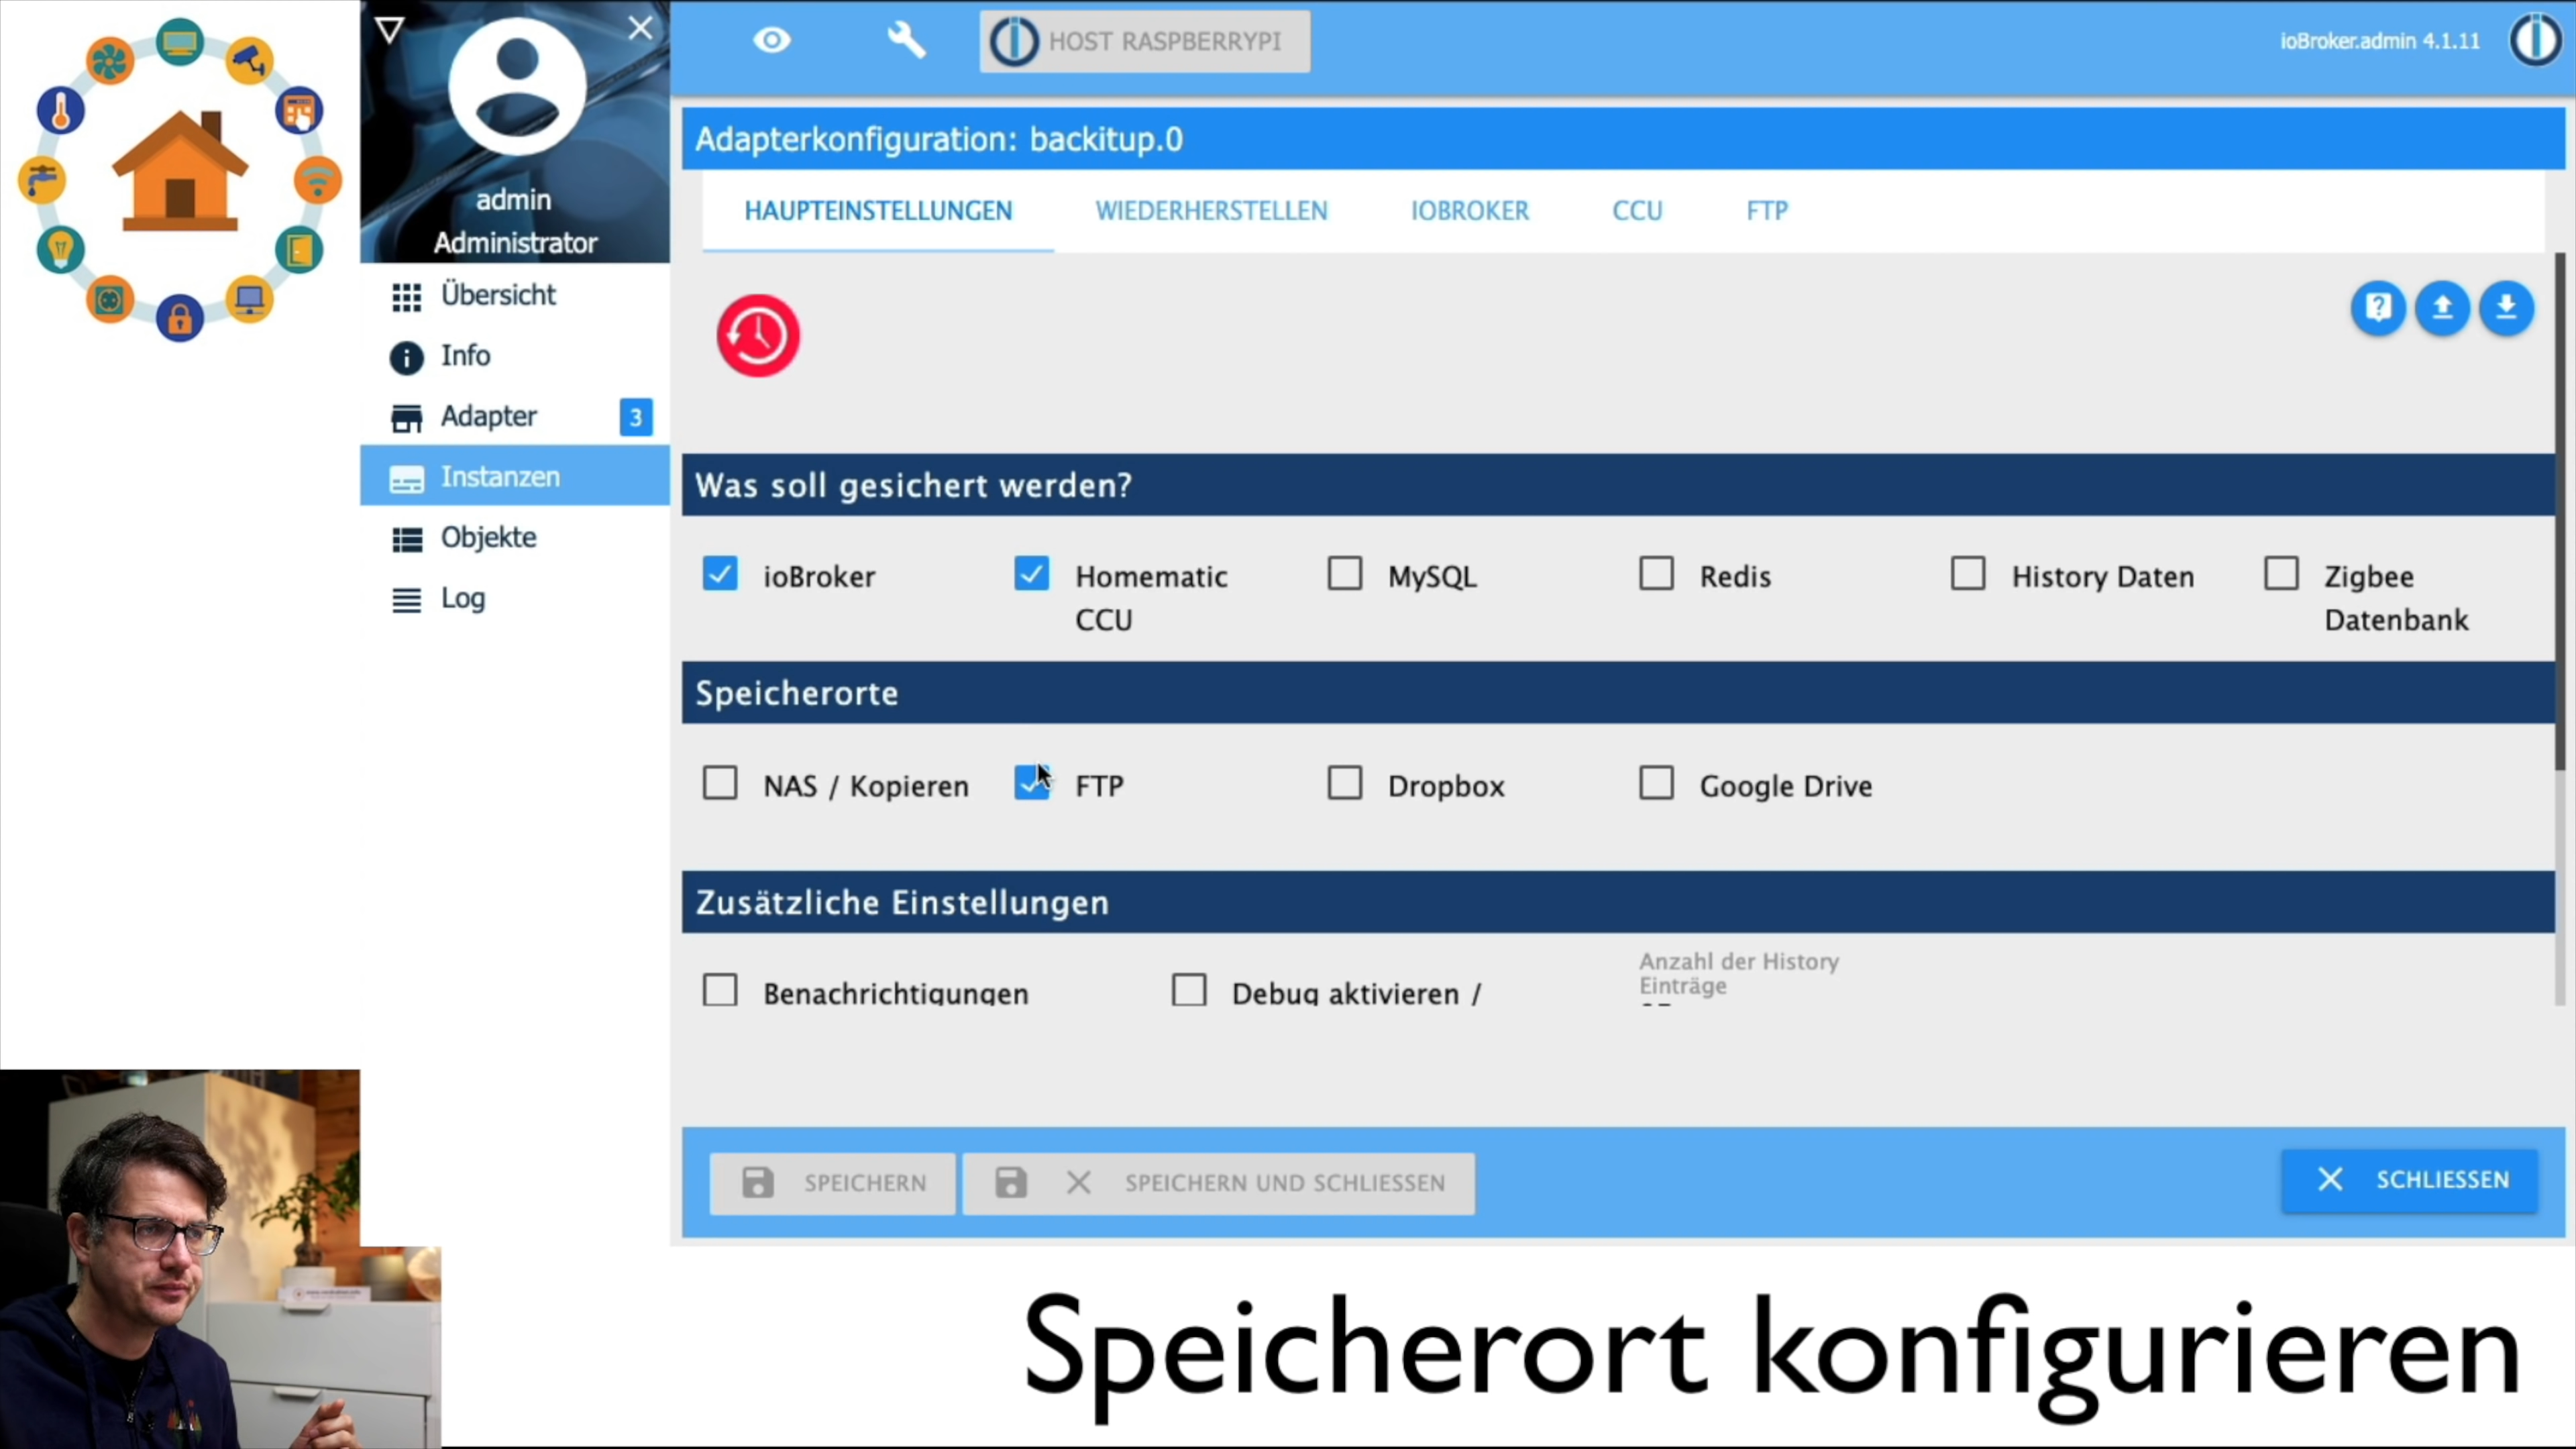 HOST RASPBERRYPI
ioBroker.admin 4.1.11
admin
Administrator
Übersicht
Info
Adapter 3
Instanzen
Objekte
Log
Adapterkonfiguration: backitup.0
HAUPTEINSTELLUNGEN WIEDERHERSTELLEN IOBROKER CCU FTP
Was soll gesichert werden?
ioBroker
Homematic
CCU
MySQL
Redis
History Daten
Zigbee
Datenbank
Speicherorte
NAS / Kopieren
FTP
Dropbox
Google Drive
Zusätzliche Einstellungen
Benachrichtigungen
Debug aktivieren /
Anzahl der History
Einträge
SPEICHERN
SPEICHERN UND SCHLIESSEN
SCHLIESSEN
Speicherort konfigurieren